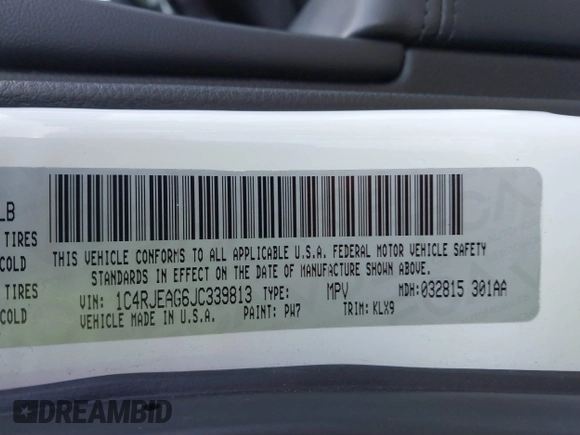 LB
TIRES
COLD
TIRES
COLD
THIS VEHICLE CONFORMS TO ALL APPLICABLE U.S.A. FEDERAL MOTOR VEHICLE SAFETY
STANDARDS IN EFFECT ON THE DATE OF MANUFACTURE SHOWN ABOVE.
VIN: 1C4RJEAG6JC339813 TYPE: MPV MDH: 032815 301AA
VEHICLE MADE IN U.S.A. PAINT: PW7 TRIM: KLX9
DREAMBID